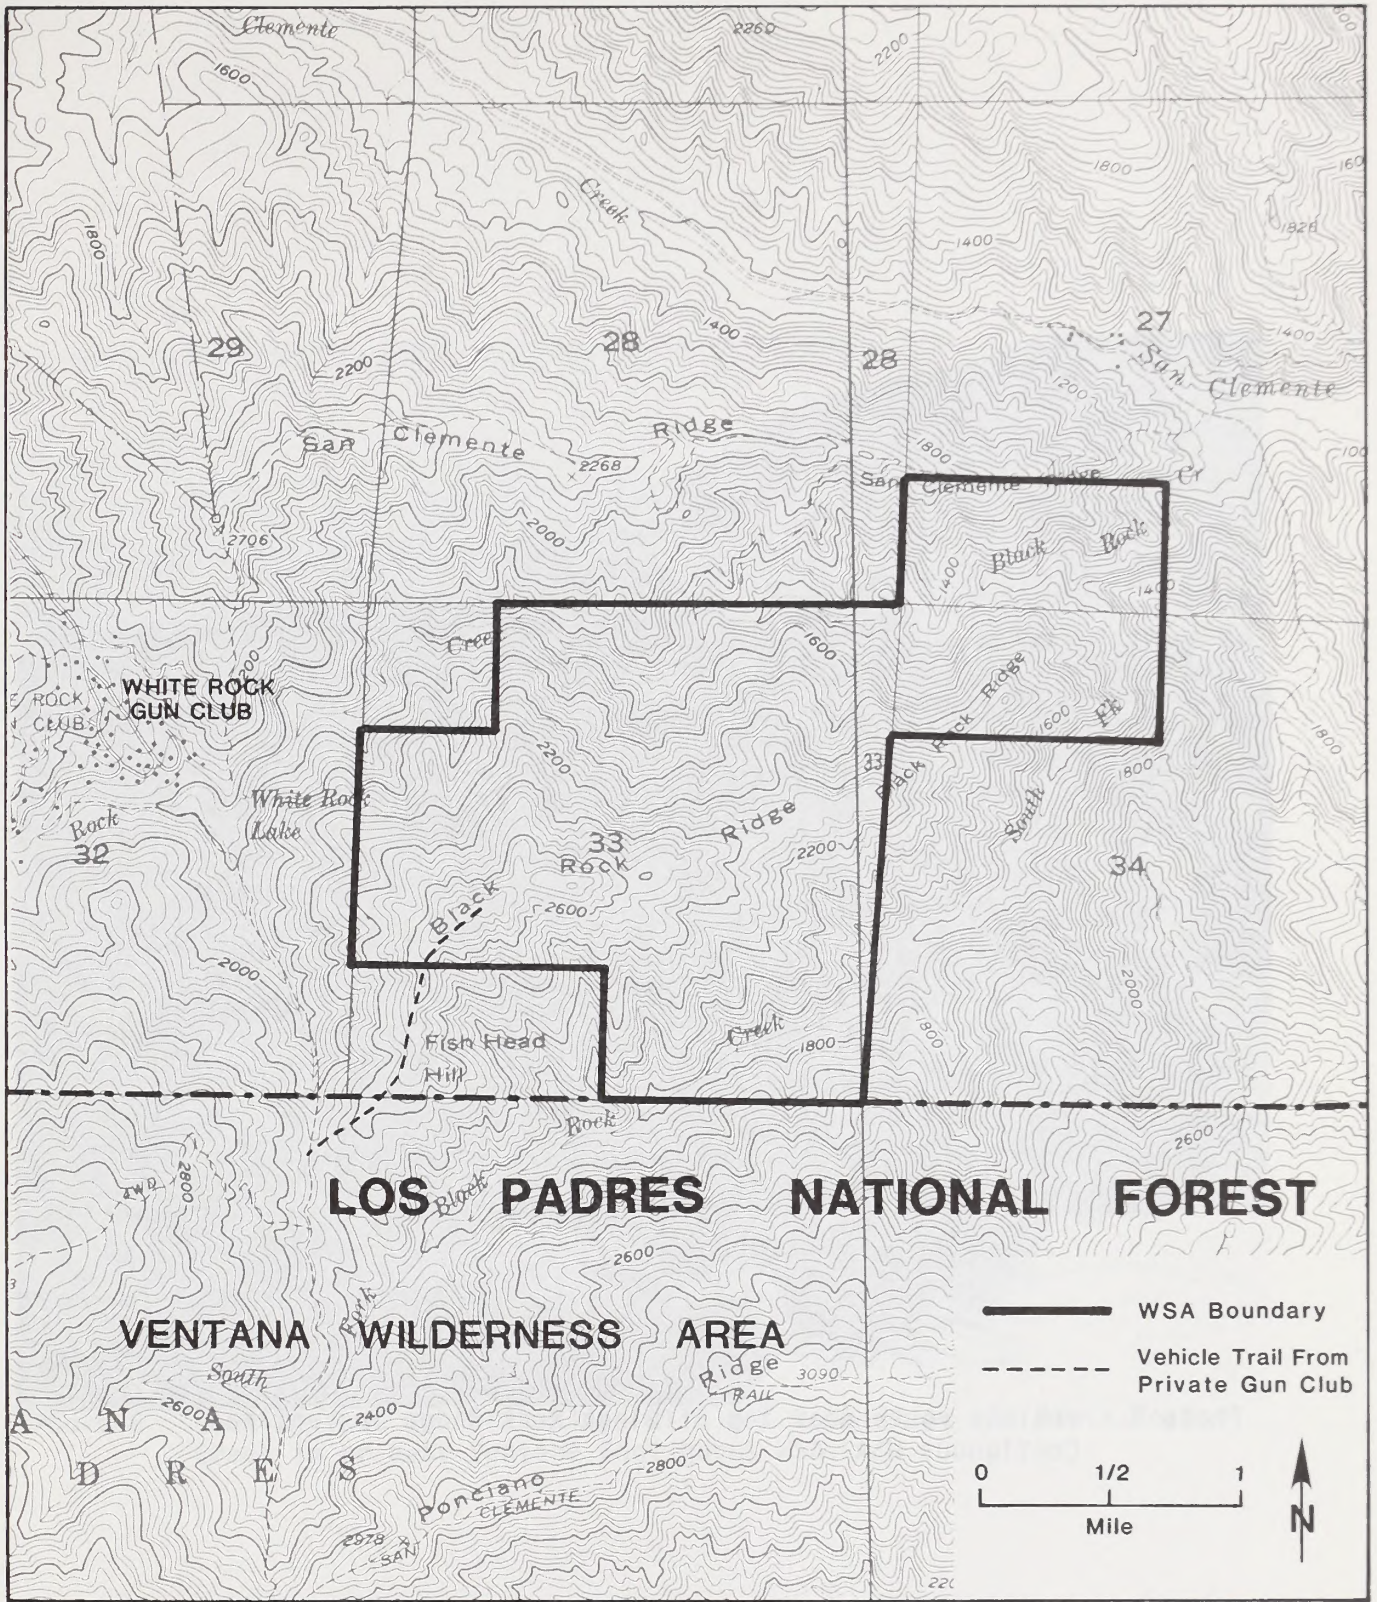 Clemente
2260
2200
1600
1800
1800
Creek
1828
1400
1400
27
1400
29
28
28
San
2200
1200
Clemente
Ridge
San Clemente
1800
2268
San Clemente
Cr
2706
2000
Black Rock
1400
1400
Creek
1600
2200
Ridge
WHITE ROCK
GUN CLUB
ROCK
CLUB
Rock
Fk
1600
Black
1800
2200
33
1800
White Rock
Lake
Rock
32
South
Ridge
33
Rock
2200
34
Black
2600
2000
2000
Creek
1800
1800
Fish Head
Hill
Rock
2600
2800
4WD
Block
LOS PADRES NATIONAL FOREST
2600
Fork
VENTANA WILDERNESS AREA
South
Ridge
3090
TRAIL
2600
A N A
2400
D R E S
2800
Ponciano
CLEMENTE
2978
SAN
WSA Boundary
Vehicle Trail From
Private Gun Club
0 1/2 1
Mile
N